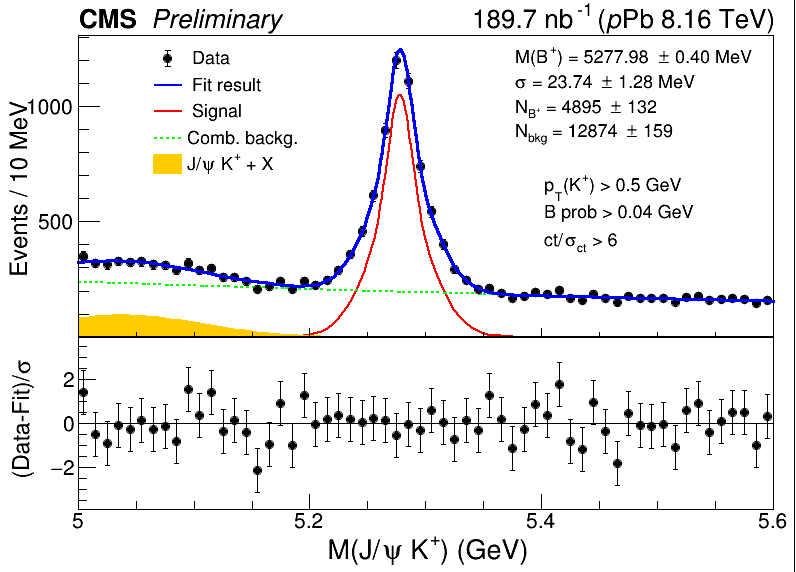 CMS Preliminary 189.7 nb⁻¹ (pPb 8.16 TeV)
Events / 10 MeV
1000
500
Data
Fit result
Signal
Comb. backg.
J/ψ K⁺ + X
M(B⁺) = 5277.98 ± 0.40 MeV
σ = 23.74 ± 1.28 MeV
N_B⁺ = 4895 ± 132
N_bkg = 12874 ± 159
p_T(K⁺) > 0.5 GeV
B prob > 0.04 GeV
ct/σ_ct > 6
(Data-Fit)/σ
2
0
−2
5 5.2 5.4 5.6
M(J/ψ K⁺) (GeV)